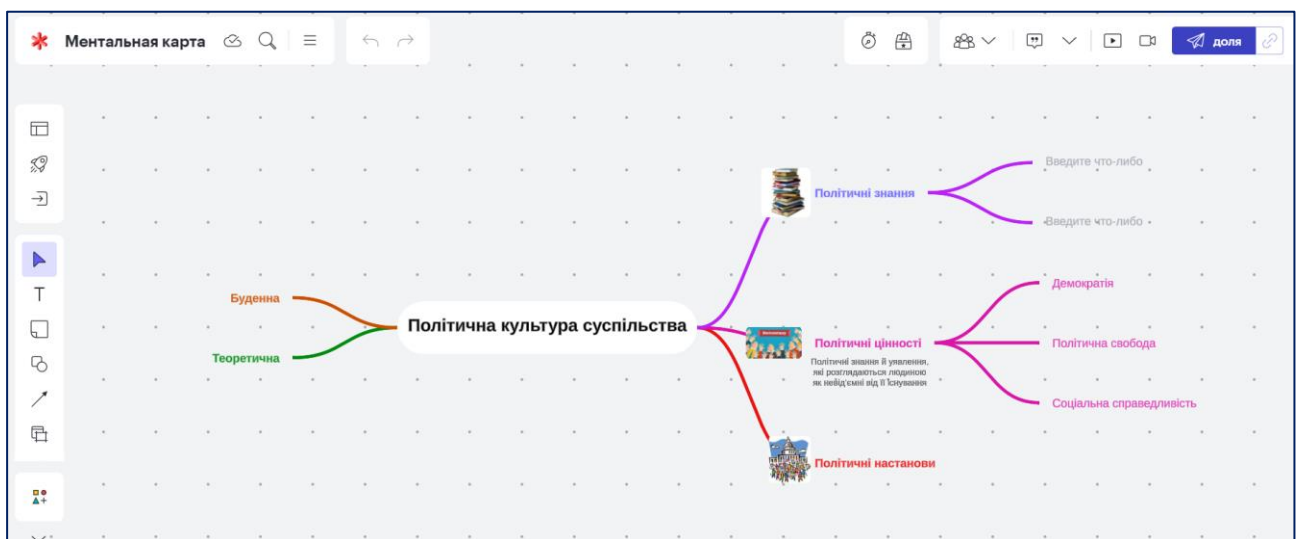 Ментальная карта
доля
Введите что-либо
Політичні знання
Введите что-либо
Буденна
Теоретична
Політична культура суспільства
Політичні цінності
Політичні знання й уявлення,
які розглядаються людиною
як невід'ємні від її існування
Демократія
Політична свобода
Соціальна справедливість
Політичні настанови